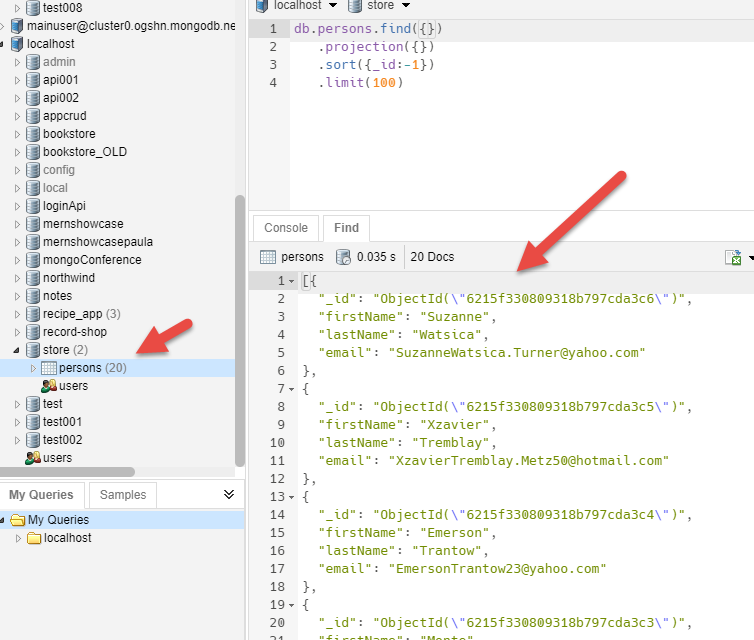 test008
mainuser@cluster0.ogshn.mongodb.ne
localhost
admin
api001
api002
appcrud
bookstore
bookstore_OLD
config
local
loginApi
mernshowcase
mernshowcasepaula
mongoConference
northwind
notes
recipe_app (3)
record-shop
store (2)
persons (20)
users
test
test001
test002
users
My Queries Samples
My Queries
localhost
localhost store
1 db.persons.find({})
2 .projection({})
3 .sort({_id:-1})
4 .limit(100)
Console Find
persons 0.035 s 20 Docs
1 [{
2 "_id": "ObjectId(\"6215f330809318b797cda3c6\")",
3 "firstName": "Suzanne",
4 "lastName": "Watsica",
5 "email": "SuzanneWatsica.Turner@yahoo.com"
6 },
7 {
8 "_id": "ObjectId(\"6215f330809318b797cda3c5\")",
9 "firstName": "Xzavier",
10 "lastName": "Tremblay",
11 "email": "XzavierTremblay.Metz50@hotmail.com"
12 },
13 {
14 "_id": "ObjectId(\"6215f330809318b797cda3c4\")",
15 "firstName": "Emerson",
16 "lastName": "Trantow",
17 "email": "EmersonTrantow23@yahoo.com"
18 },
19 {
20 "_id": "ObjectId(\"6215f330809318b797cda3c3\")",